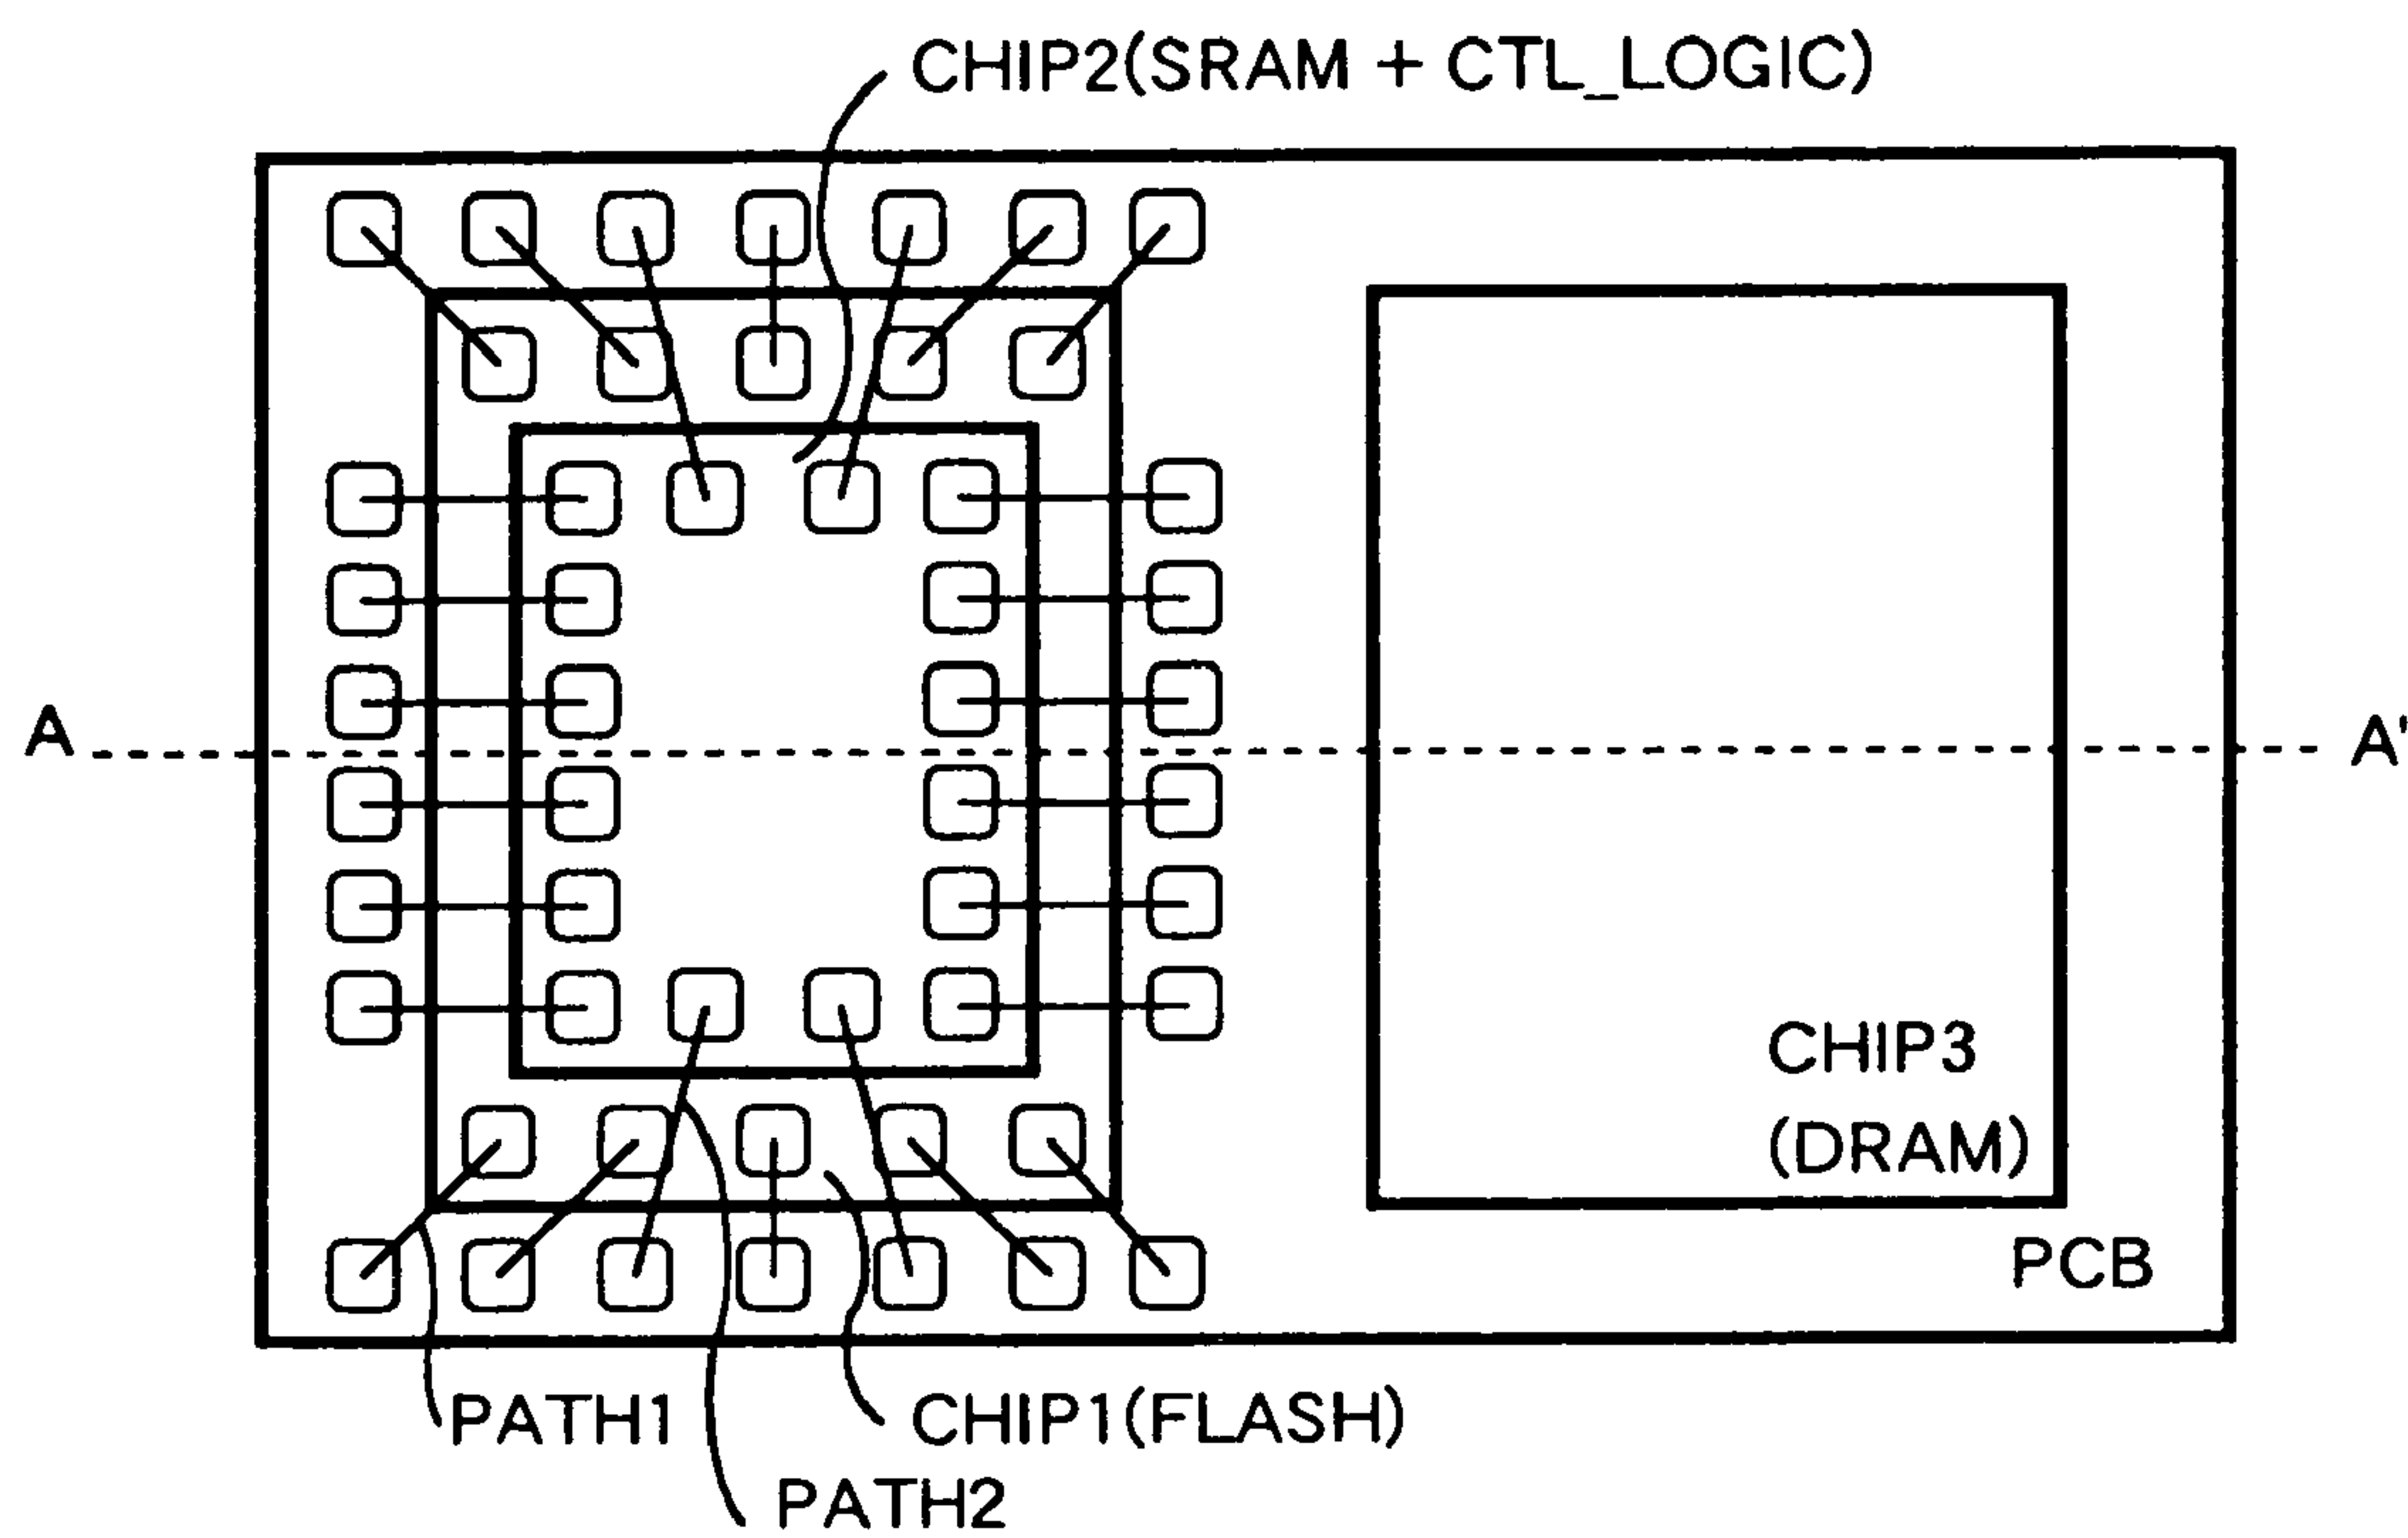 CHIP2(SRAM + CTL_LOGIC)
A
A'
CHIP3
(DRAM)
PCB
PATH1
CHIP1(FLASH)
PATH2